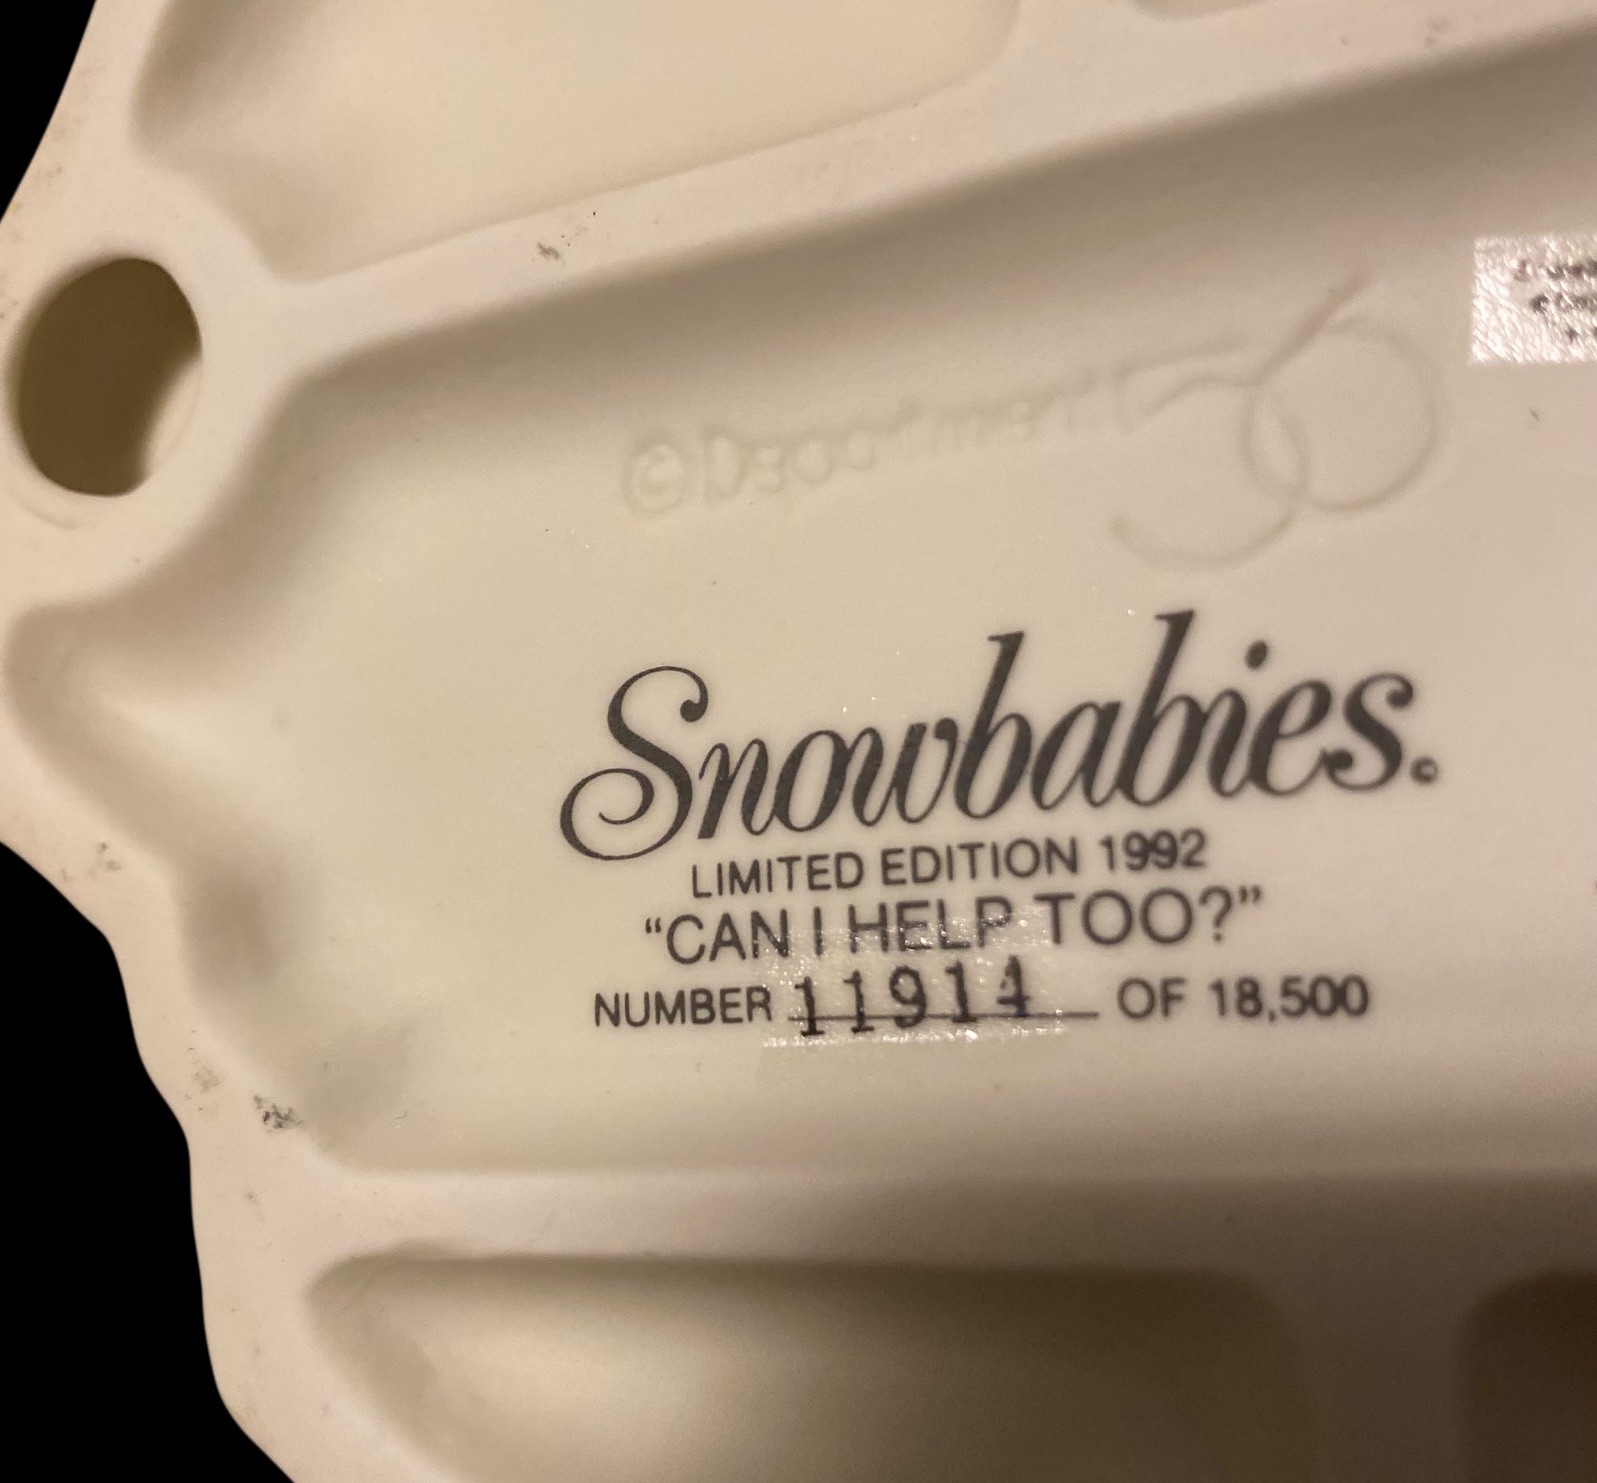 ©Department 56
Snowbabies.©
LIMITED EDITION 1992
“CAN I HELP TOO?”
NUMBER 11914 OF 18,500